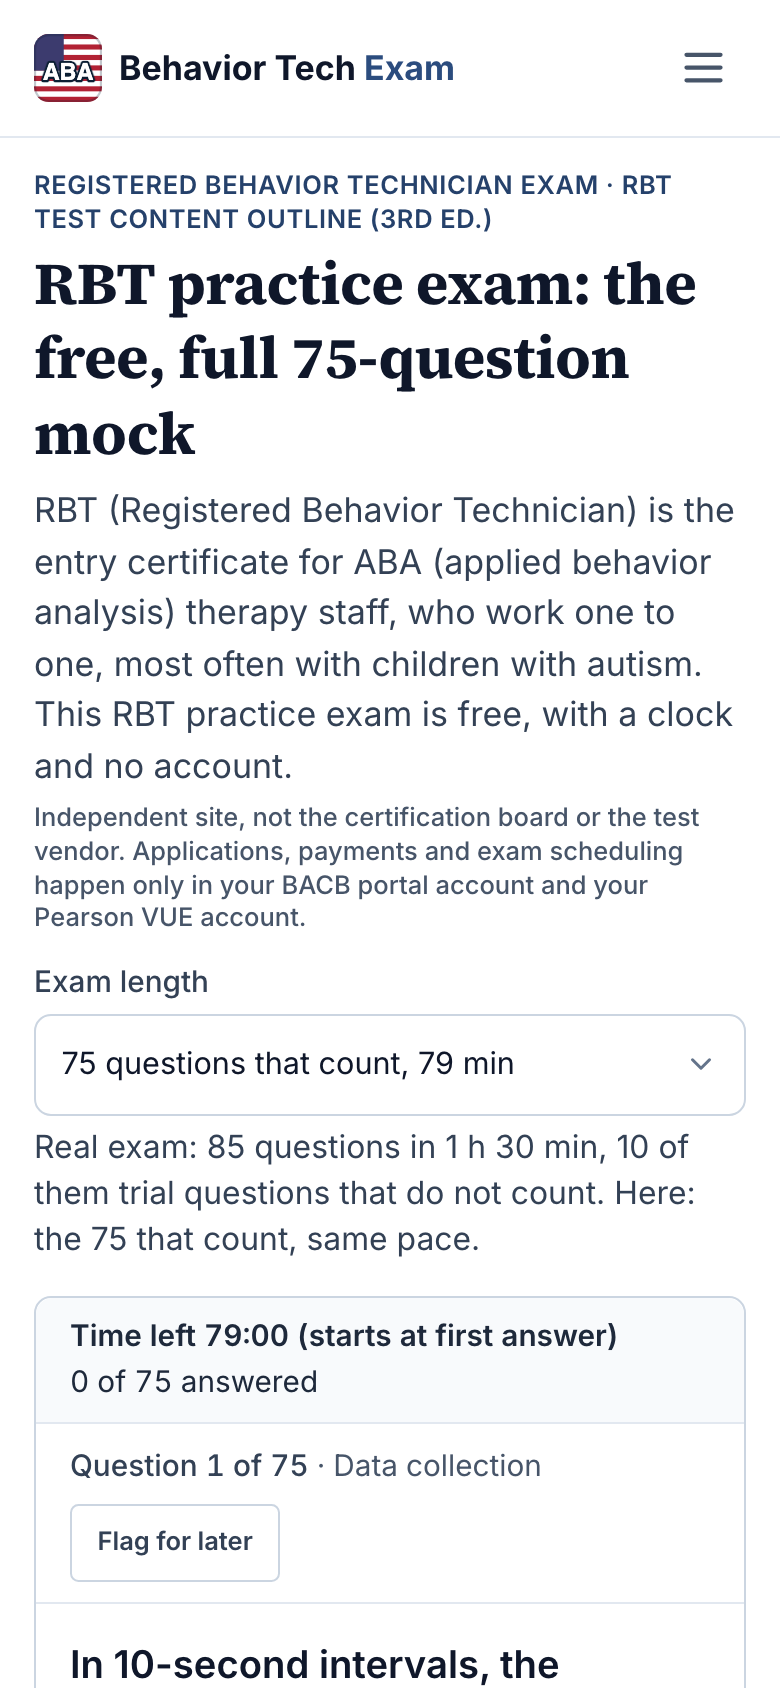 ABA
Behavior Tech Exam
REGISTERED BEHAVIOR TECHNICIAN EXAM · RBT
TEST CONTENT OUTLINE (3RD ED.)
RBT practice exam: the
free, full 75-question
mock
RBT (Registered Behavior Technician) is the
entry certificate for ABA (applied behavior
analysis) therapy staff, who work one to
one, most often with children with autism.
This RBT practice exam is free, with a clock
and no account.
Independent site, not the certification board or the test
vendor. Applications, payments and exam scheduling
happen only in your BACB portal account and your
Pearson VUE account.
Exam length
75 questions that count, 79 min
Real exam: 85 questions in 1 h 30 min, 10 of
them trial questions that do not count. Here:
the 75 that count, same pace.
Time left 79:00 (starts at first answer)
0 of 75 answered
Question 1 of 75 · Data collection
Flag for later
In 10-second intervals, the